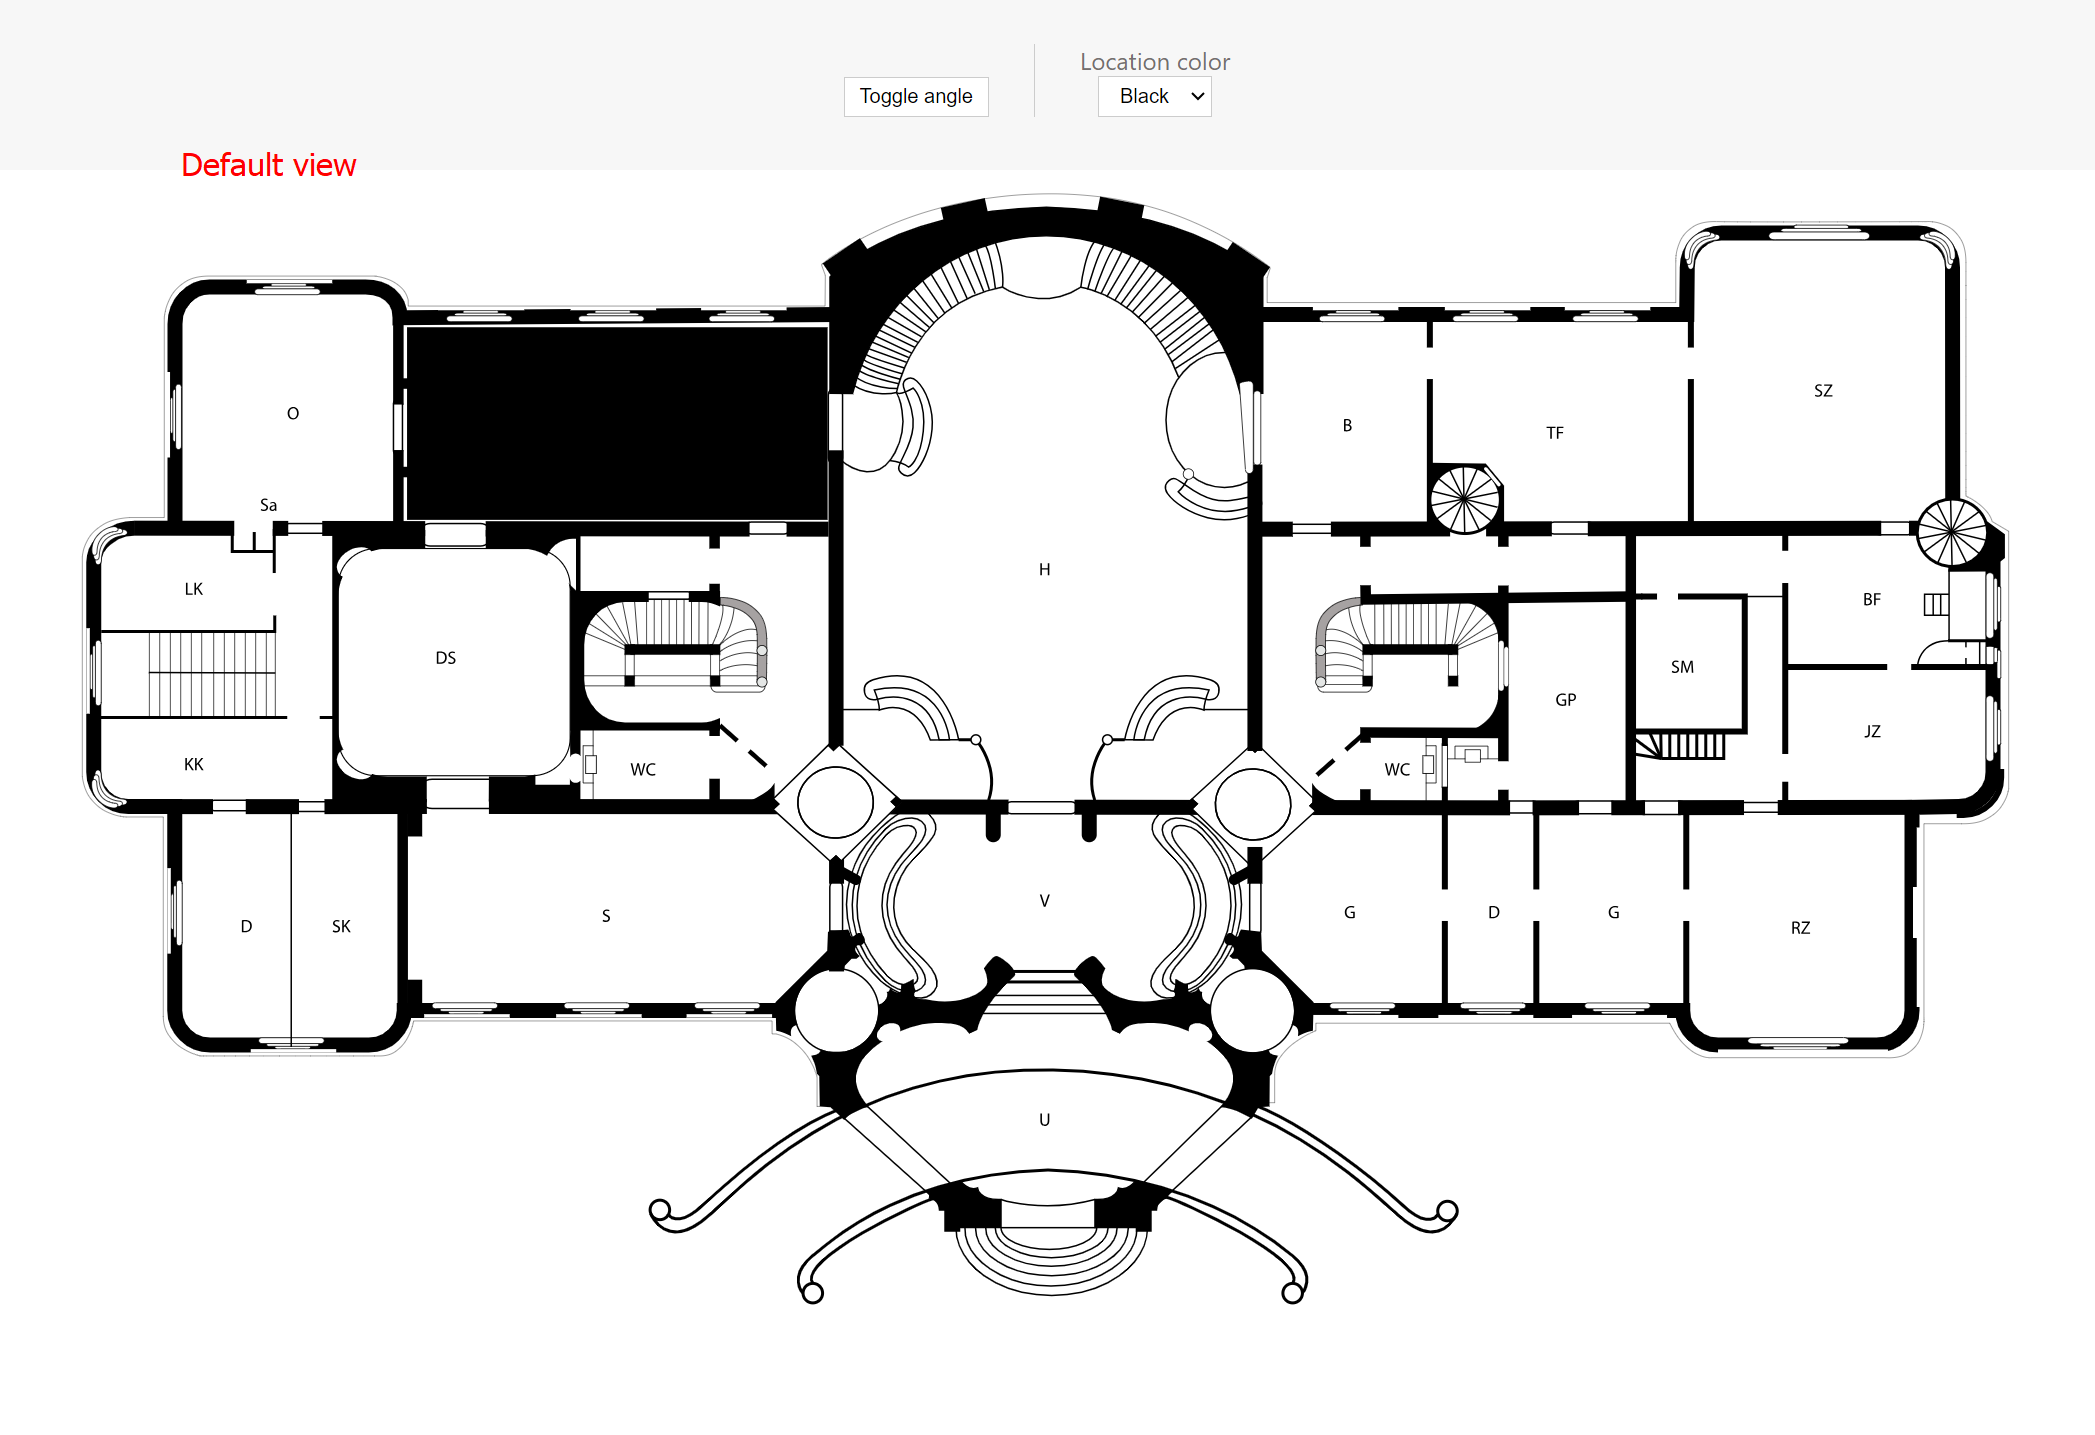 Location color
Toggle angle
Black
Default view
SZ
O
B
TF
Sa
H
LK
BF
DS
SM
GP
JZ
KK
WC
WC
V
G
D
G
S
D
SK
RZ
U